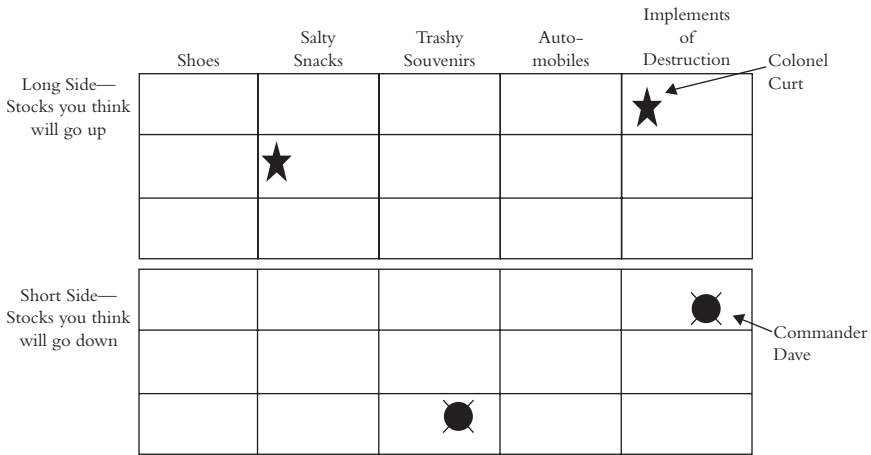 Shoes
Salty
Snacks
Trashy
Souvenirs
Auto-
mobiles
Implements
of
Destruction
Colonel
Curt
Long Side—
Stocks you think
will go up
Short Side—
Stocks you think
will go down
Commander
Dave